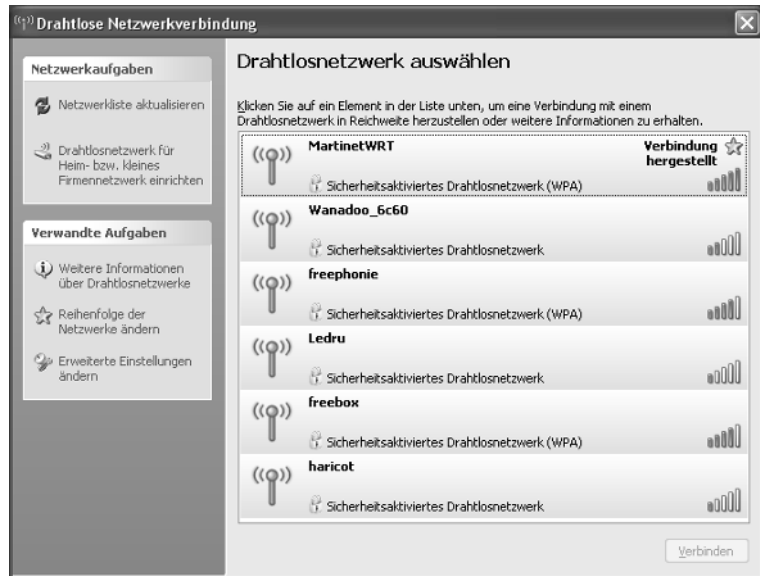 Drahtlose Netzwerkverbindung
Netzwerkaufgaben
Netzwerkliste aktualisieren
Drahtlosnetzwerk für
Heim- bzw. kleines
Firmennetzwerk einrichten
Verwandte Aufgaben
Weitere Informationen
über Drahtlosnetzwerke
Reihenfolge der
Netzwerke ändern
Erweiterte Einstellungen
ändern
Drahtlosnetzwerk auswählen
Klicken Sie auf ein Element in der Liste unten, um eine Verbindung mit einem
Drahtlosnetzwerk in Reichweite herzustellen oder weitere Informationen zu erhalten.
MartinetWRT
Verbindung
hergestellt
Sicherheitsaktiviertes Drahtlosnetzwerk (WPA)
Wanadoo_6c60
Sicherheitsaktiviertes Drahtlosnetzwerk
freephonie
Sicherheitsaktiviertes Drahtlosnetzwerk (WPA)
Ledru
Sicherheitsaktiviertes Drahtlosnetzwerk
freebox
Sicherheitsaktiviertes Drahtlosnetzwerk (WPA)
haricot
Sicherheitsaktiviertes Drahtlosnetzwerk
Verbinden